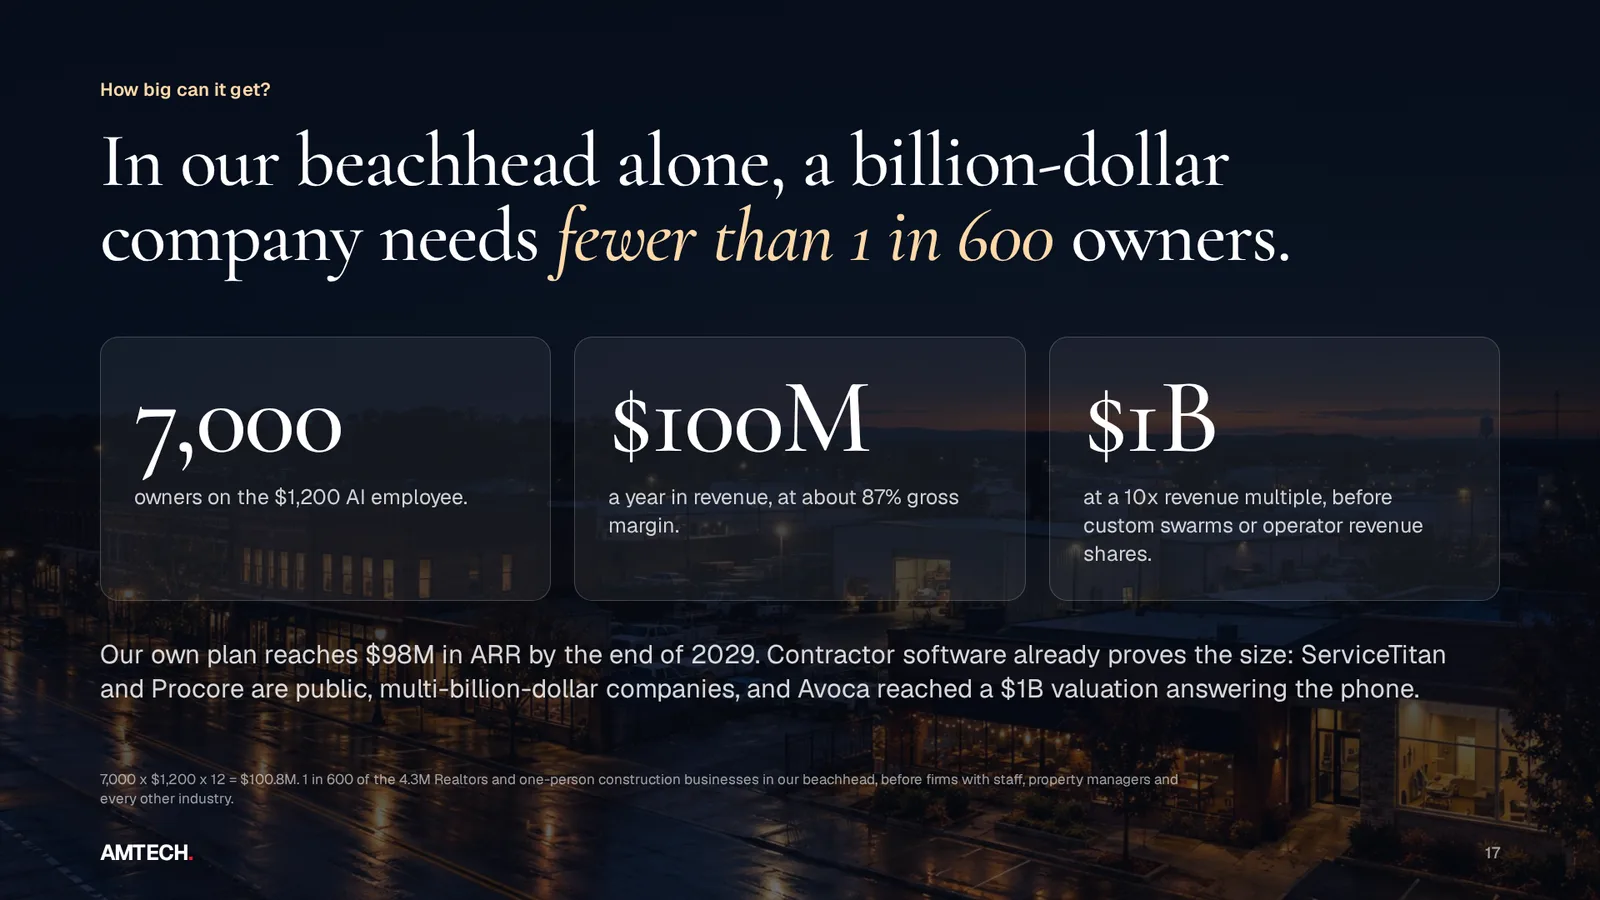 How big can it get?
In our beachhead alone, a billion-dollar
company needs fewer than 1 in 600 owners.
7,000
owners on the $1,200 AI employee.
$100M
a year in revenue, at about 87% gross
margin.
$1B
at a 10x revenue multiple, before
custom swarms or operator revenue
shares.
Our own plan reaches $98M in ARR by the end of 2029. Contractor software already proves the size: ServiceTitan
and Procore are public, multi-billion-dollar companies, and Avoca reached a $1B valuation answering the phone.
7,000 x $1,200 x 12 = $100.8M. 1 in 600 of the 4.3M Realtors and one-person construction businesses in our beachhead, before firms with staff, property managers and
every other industry.
AMTECH.
17